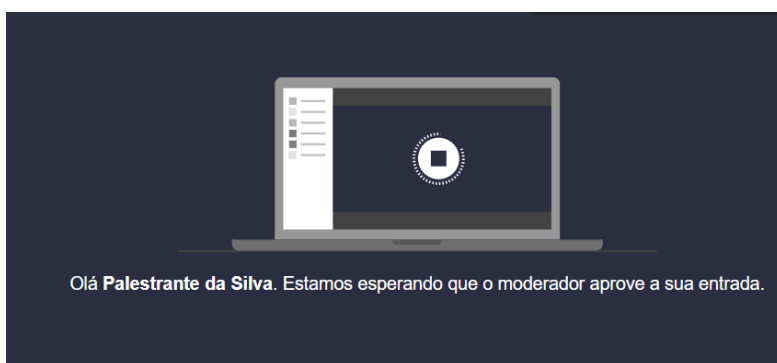 Olá Palestrante da Silva. Estamos esperando que o moderador aprove a sua entrada.